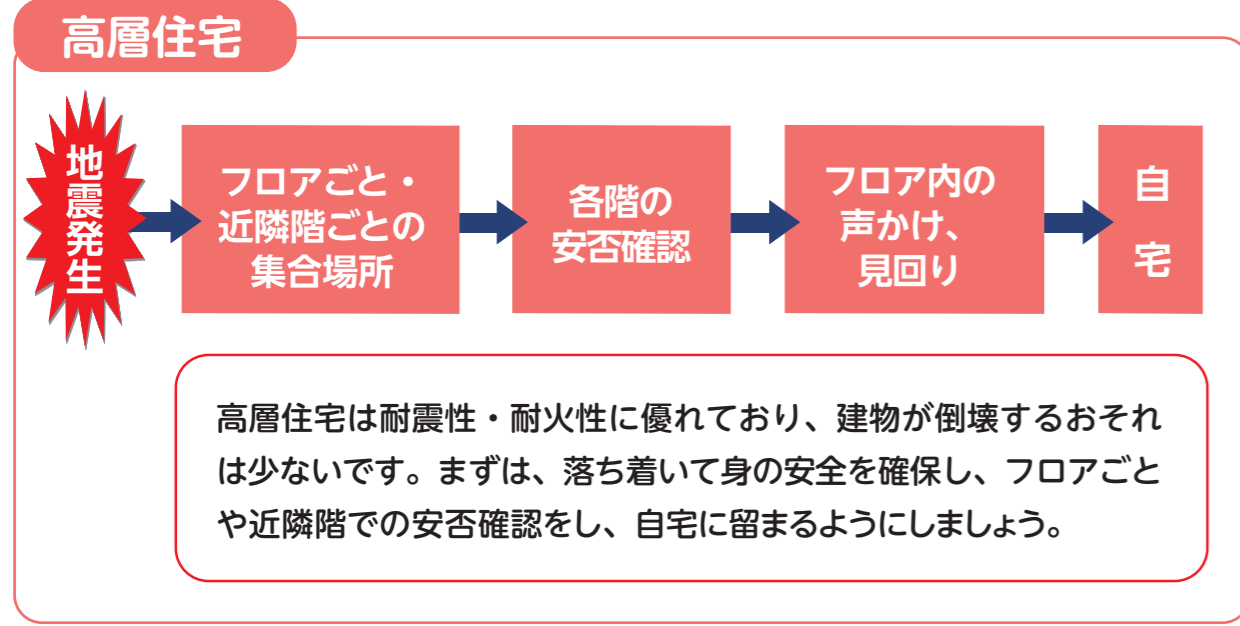 高層住宅
地震発生
フロアごと・
近隣階ごとの
集合場所
各階の
安否確認
フロア内の
声かけ、
見回り
自宅
高層住宅は耐震性・耐火性に優れており、建物が倒壊するおそれ
は少ないです。まずは、落ち着いて身の安全を確保し、フロアごと
や近隣階での安否確認をし、自宅に留まるようにしましょう。